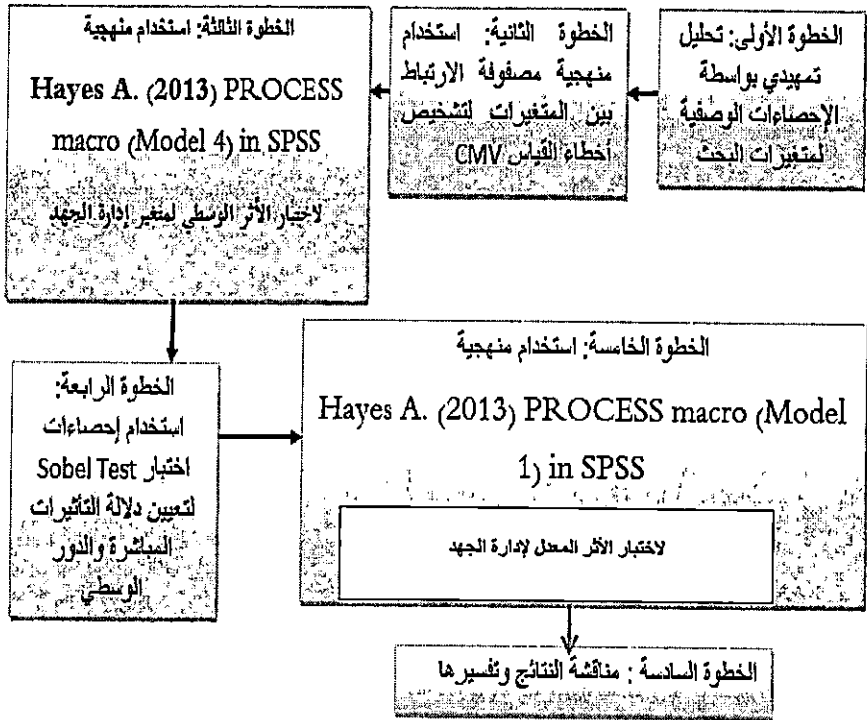 الخطوة الأولى: تحليل
تمهيدي بواسطة
الإحصاءات الوصفية
لمتغيرات البحث
الخطوة الثانية: استخدام
منهجية مصفوفة الارتباط
بين المتغيرات لتشخيص
أخطاء القياس CMV
الخطوة الثالثة: استخدام منهجية
Hayes A. (2013) PROCESS
macro (Model 4) in SPSS
لاختبار الأثر الوسطي لمتغير إدارة الجهد
الخطوة الرابعة:
استخدام إحصاءات
اختبار Sobel Test
لتعيين دلالة التأثيرات
المباشرة والدور
الوسطي
الخطوة الخامسة: استخدام منهجية
Hayes A. (2013) PROCESS macro (Model
1) in SPSS
لاختبار الأثر المعدل لإدارة الجهد
الخطوة السادسة : مناقشة النتائج وتفسيرها